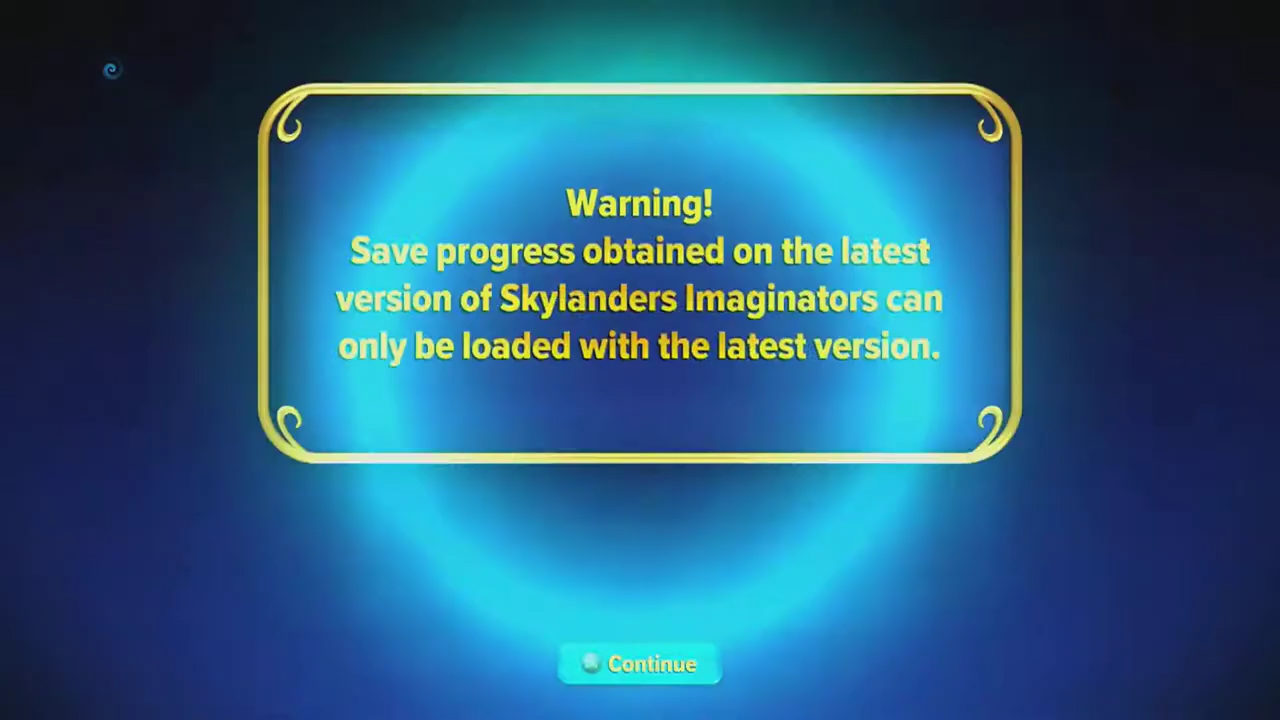 Warning!
Save progress obtained on the latest
version of Skylanders Imaginators can
only be loaded with the latest version.
Continue